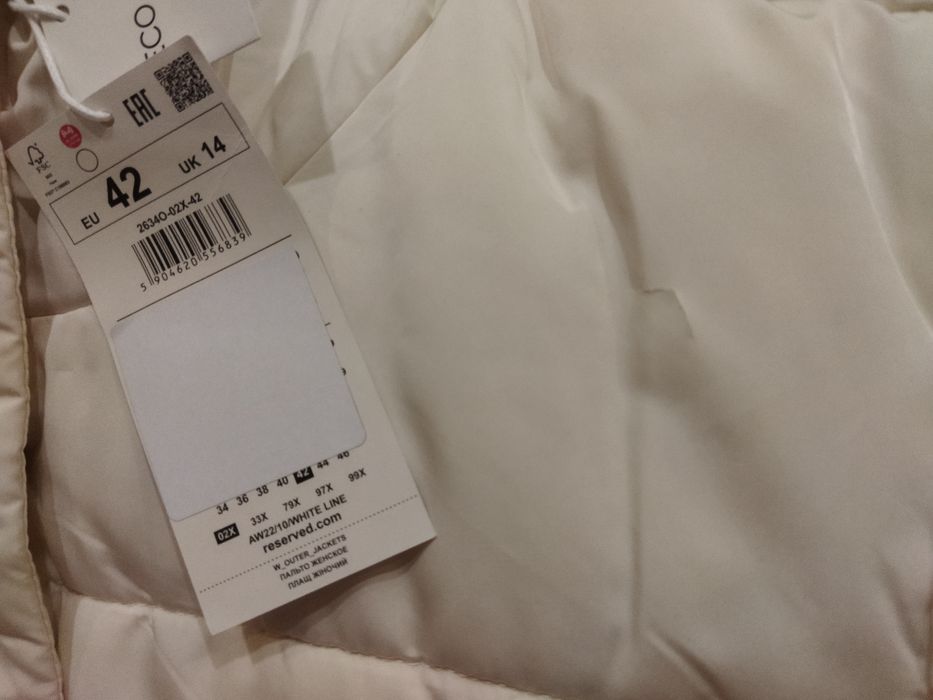 ECO
EAC
FSC
EU 42 UK 14
2634O-02X-42
5 904620 556839
34 36 38 40 42 44 46
02X 33X 79X 97X 99X
AW22/10/WHITE LINE
reserved.com
W_OUTER_JACKETS
ПАЛЬТО ЖЕНСКОЕ
ПЛАЩ ЖІНОЧИЙ